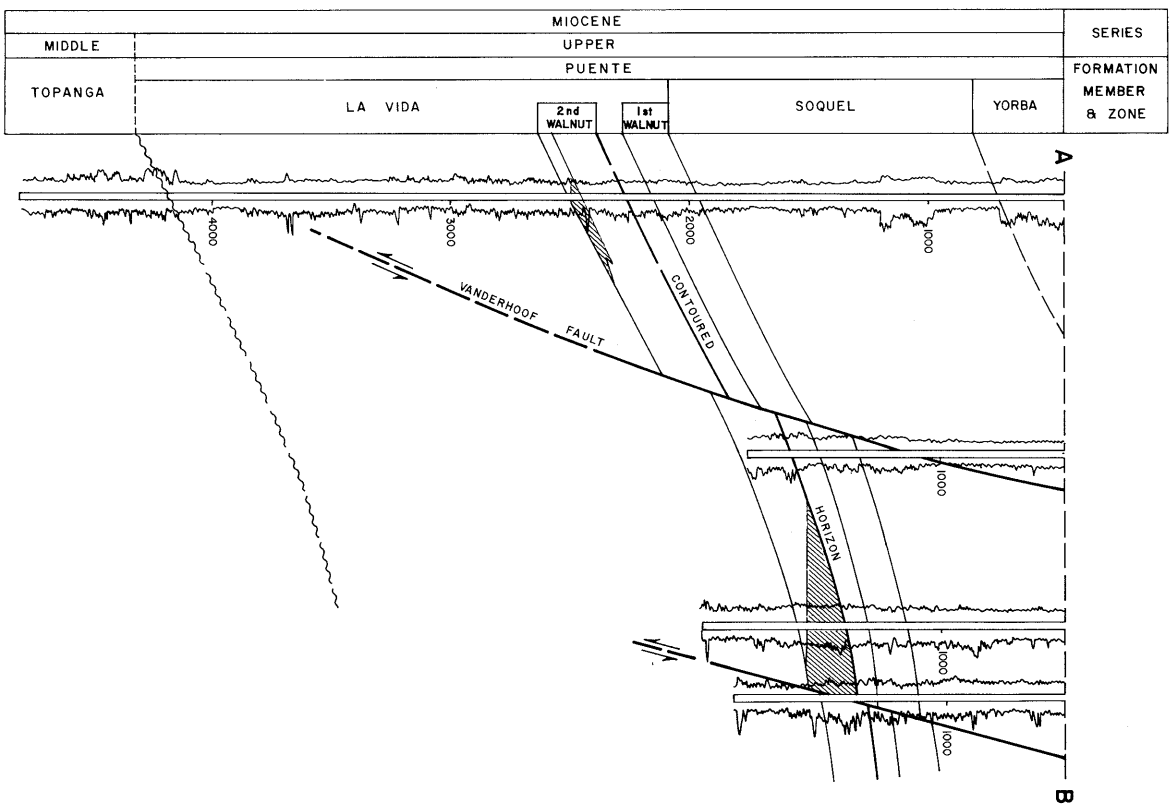 MIOCENE
SERIES
MIDDLE
UPPER
PUENTE
FORMATION
MEMBER
& ZONE
TOPANGA
LA VIDA
2nd
WALNUT
1st
WALNUT
SOQUEL
YORBA
A
4000
3000
2000
1000
VANDERHOOF FAULT
CONTOURED
HORIZON
1000
1000
1000
B